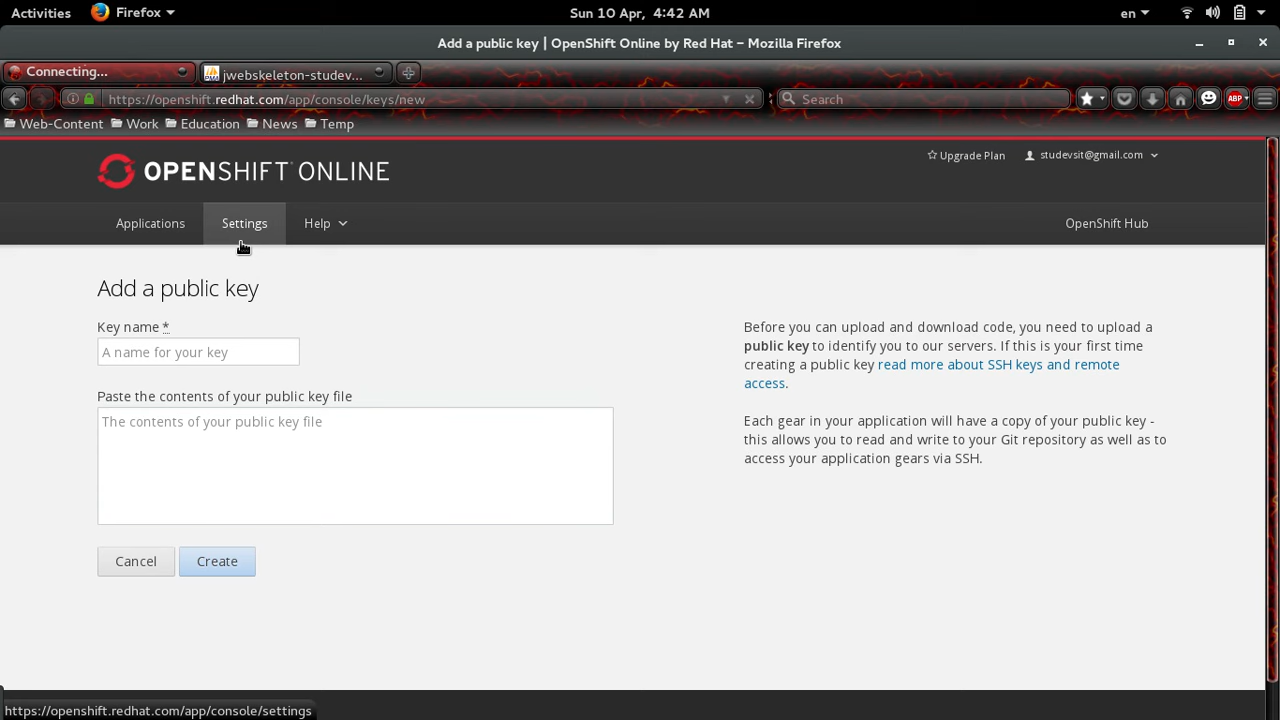 Activities Firefox Sun 10 Apr, 4:42 AM en
Add a public key | OpenShift Online by Red Hat – Mozilla Firefox
Connecting... jwebskeleton-studev...
https://openshift.redhat.com/app/console/keys/new Search ABP
Web-Content Work Education News Temp
OPENSHIFT ONLINE Upgrade Plan studevsit@gmail.com
Applications Settings Help OpenShift Hub
Add a public key
Key name *
A name for your key
Paste the contents of your public key file
The contents of your public key file
Cancel Create
Before you can upload and download code, you need to upload a
public key to identify you to our servers. If this is your first time
creating a public key read more about SSH keys and remote
access.
Each gear in your application will have a copy of your public key -
this allows you to read and write to your Git repository as well as to
access your application gears via SSH.
https://openshift.redhat.com/app/console/settings